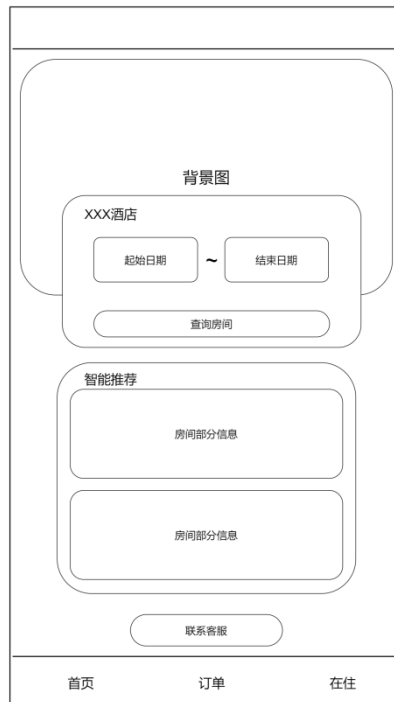 背景图
XXX酒店
起始日期 ~ 结束日期
查询房间
智能推荐
房间部分信息
房间部分信息
联系客服
首页 订单 在住